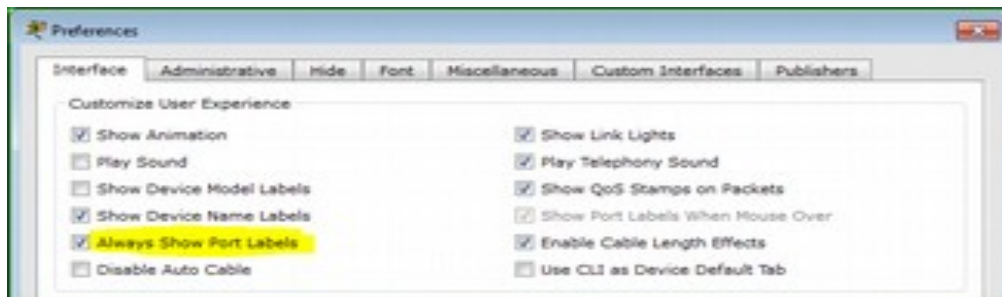 Preferences
Interface Administrative Hide Font Miscellaneous Custom Interfaces Publishers
Customize User Experience
Show Animation
Play Sound
Show Device Model Labels
Show Device Name Labels
Always Show Port Labels
Disable Auto Cable
Show Link Lights
Play Telephony Sound
Show QoS Stamps on Packets
Show Port Labels When Mouse Over
Enable Cable Length Effects
Use CLI as Device Default Tab